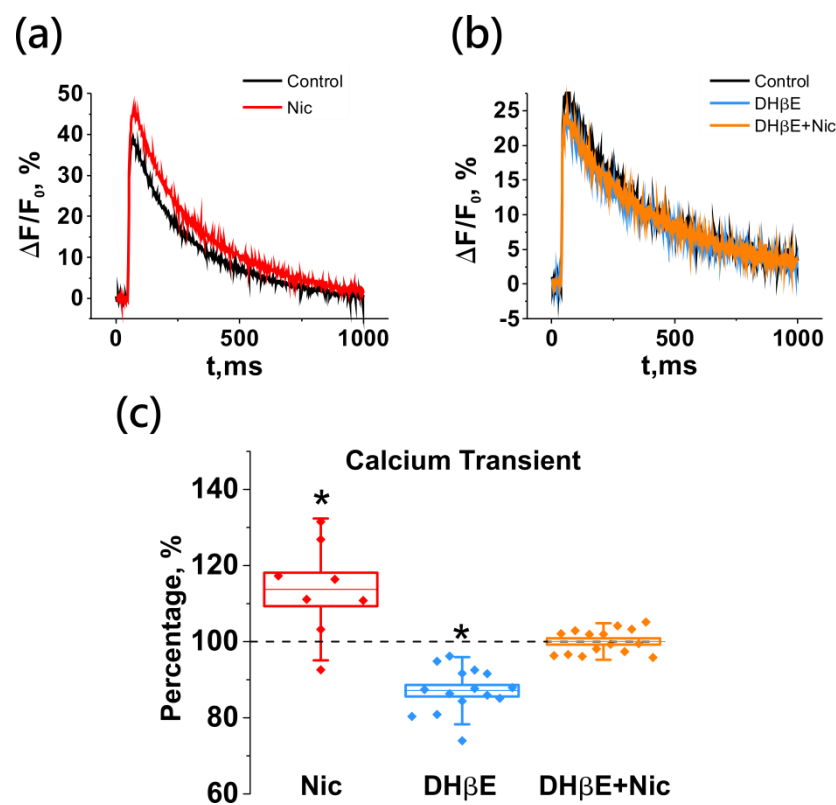 (a)
Control
Nic
50
40
30
20
10
0
ΔF/F0, %
0
500
1000
t,ms
(b)
Control
DHβE
DHβE+Nic
25
20
15
10
5
0
-5
ΔF/F0, %
0
500
1000
t,ms
(c)
Calcium Transient
140
120
100
80
60
Percentage, %
*
*
Nic
DHβE
DHβE+Nic